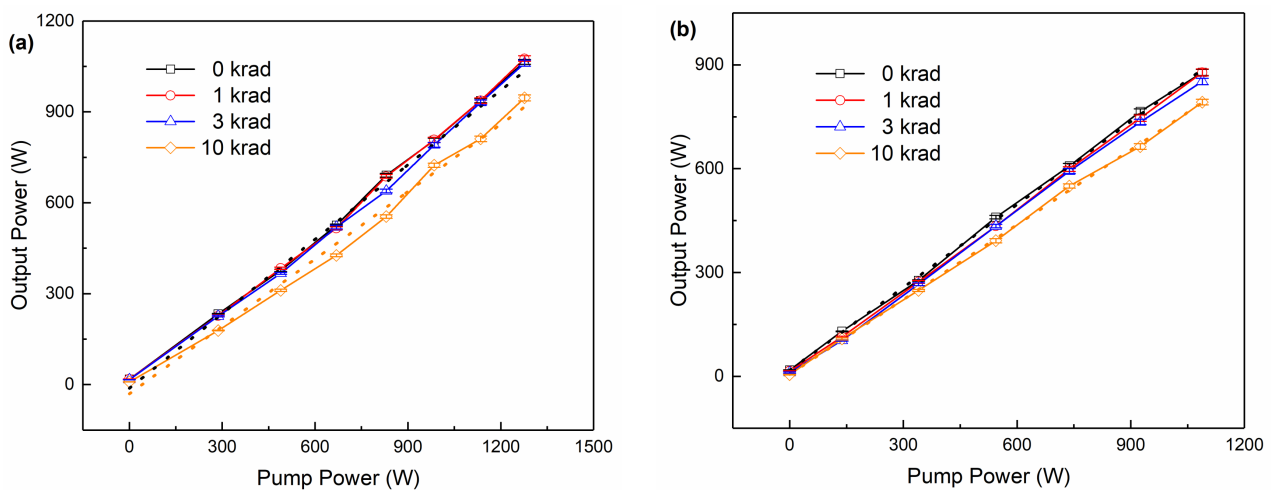 (a)
0 krad
1 krad
3 krad
10 krad
Output Power (W)
1200
900
600
300
0
0 300 600 900 1200 1500
Pump Power (W)
(b)
0 krad
1 krad
3 krad
10 krad
Output Power (W)
900
600
300
0
0 300 600 900 1200
Pump Power (W)